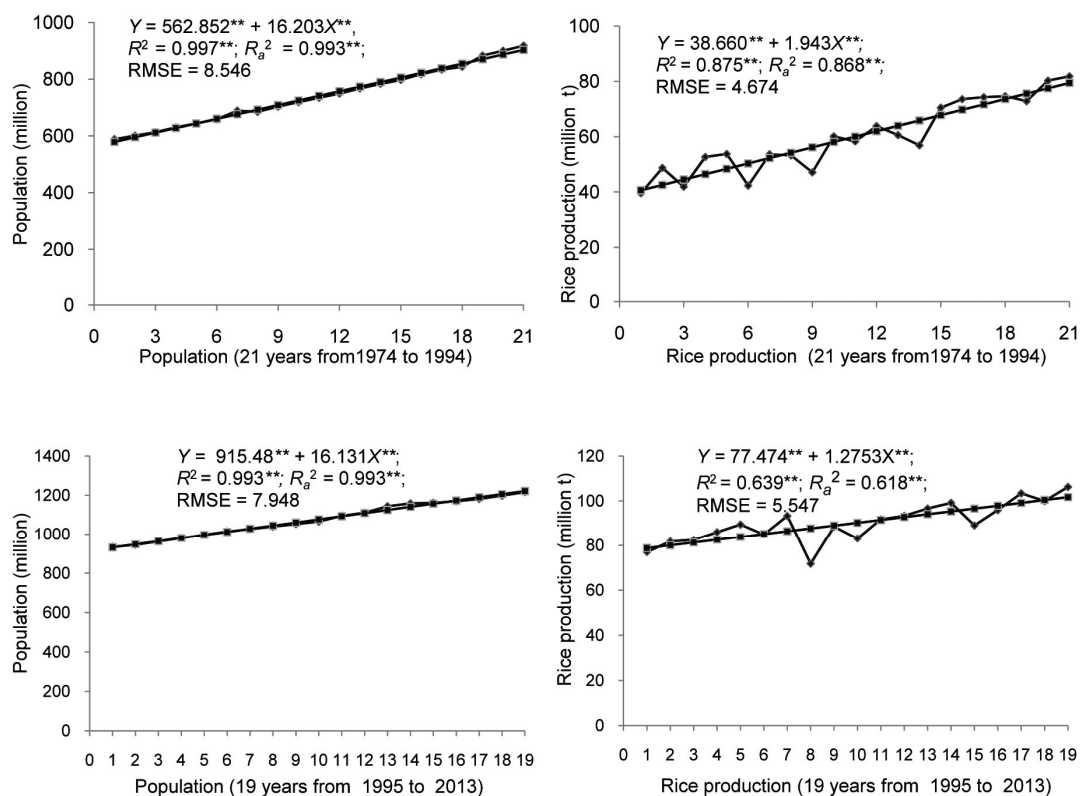 Y = 562.852** + 16.203X**,
R² = 0.997**; Rₐ² = 0.993**;
RMSE = 8.546
Population (million)
1000
800
600
400
200
0
0 3 6 9 12 15 18 21
Population (21 years from1974 to 1994)
Y = 38.660** + 1.943X**;
R² = 0.875**; Rₐ² = 0.868**;
RMSE = 4.674
Rice production (million t)
100
80
60
40
20
0
0 3 6 9 12 15 18 21
Rice production (21 years from1974 to 1994)
Y = 915.48** + 16.131X**;
R² = 0.993**; Rₐ² = 0.993**;
RMSE = 7.948
Population (million)
1400
1200
1000
800
600
400
200
0
0 1 2 3 4 5 6 7 8 9 10 11 12 13 14 15 16 17 18 19
Population (19 years from 1995 to 2013)
Y = 77.474** + 1.2753X**;
R² = 0.639**; Rₐ² = 0.618**;
RMSE = 5.547
Rice production (million t)
120
100
80
60
40
20
0
0 1 2 3 4 5 6 7 8 9 10 11 12 13 14 15 16 17 18 19
Rice production (19 years from 1995 to 2013)